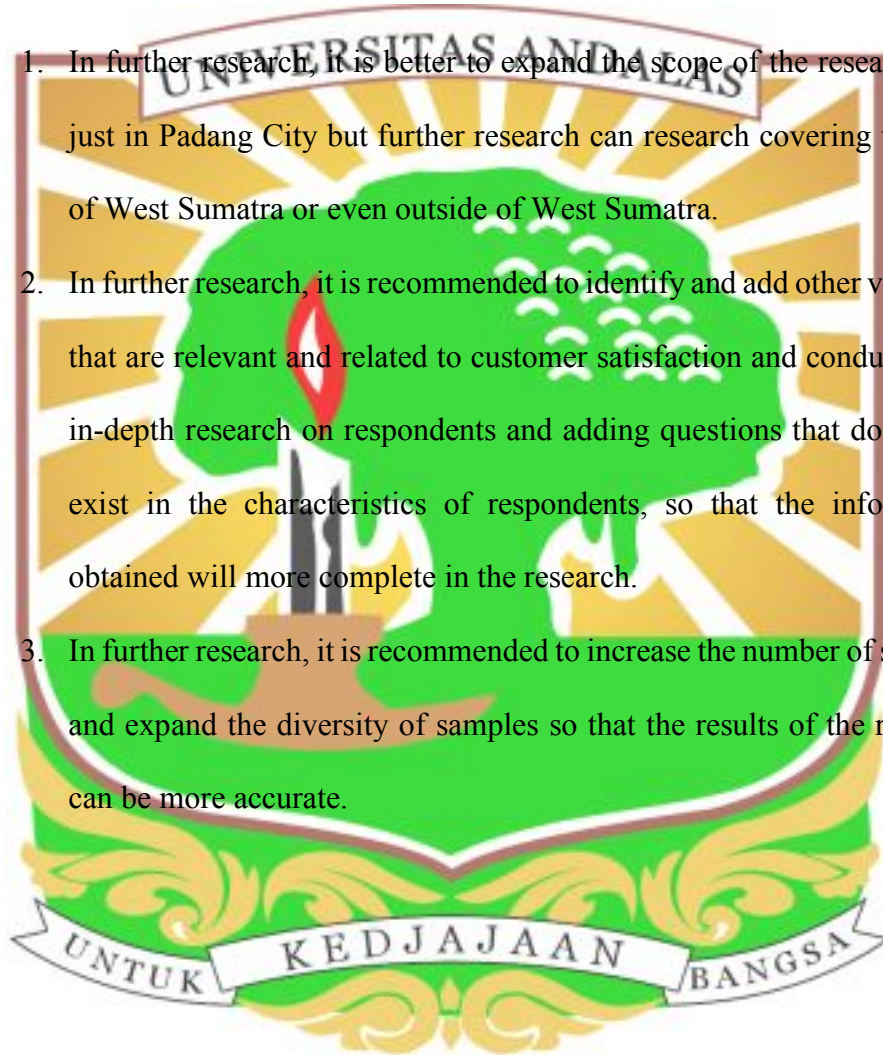 UNIVERSITAS ANDALAS
1. In further research, it is better to expand the scope of the
just in Padang City but further research can research covering
of West Sumatra or even outside of West Sumatra.
2. In further research, it is recommended to identify and add other
that are relevant and related to customer satisfaction and
in-depth research on respondents and adding questions that do
exist in the characteristics of respondents, so that the
obtained will more complete in the research.
3. In further research, it is recommended to increase the number of
and expand the diversity of samples so that the results of the
can be more accurate.
UNTUK KEDJAJAAN BANGSA